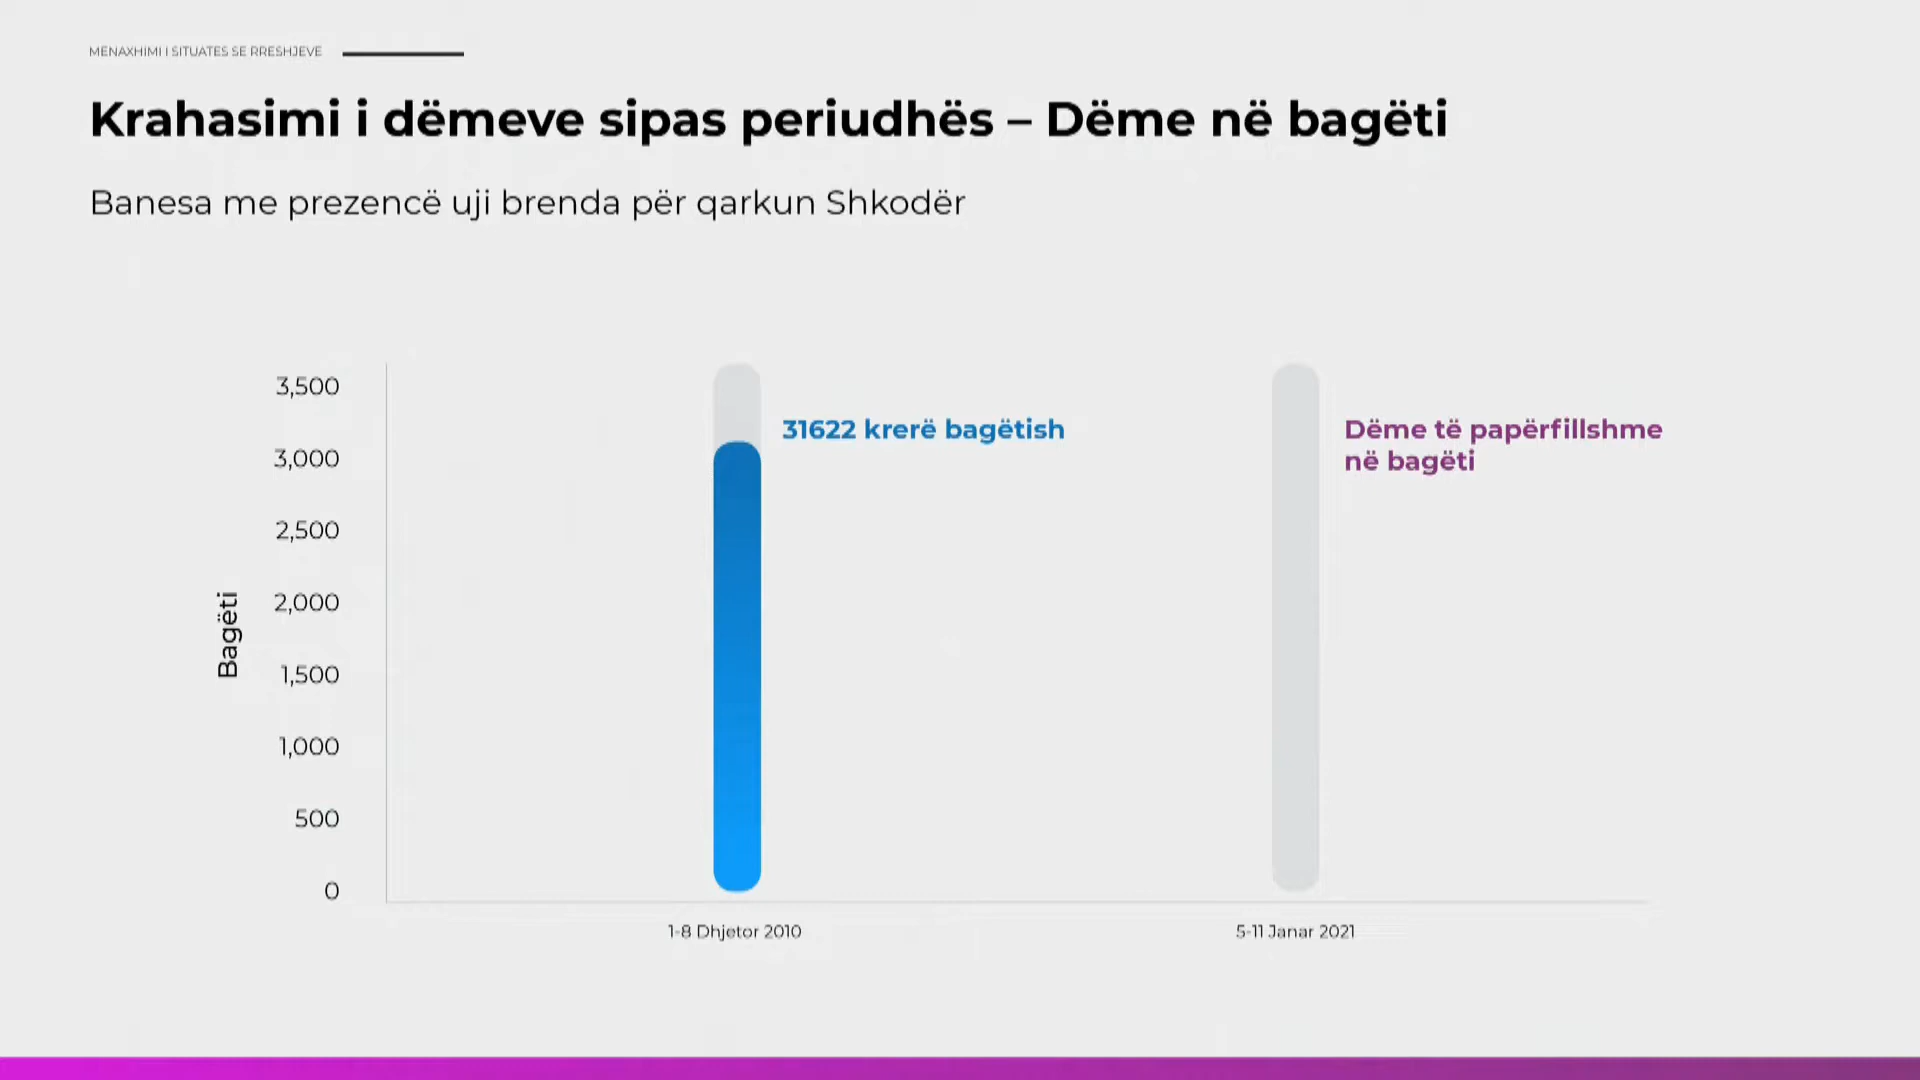 MENAXHIMI I SITUATES SE RRESHJEVE
Krahasimi i dëmeve sipas periudhës – Dëme në bagëti
Banesa me prezencë uji brenda për qarkun Shkodër
3,500
3,000
2,500
2,000
1,500
1,000
500
0
Bagëti
31622 krerë bagëtish
Dëme të papërfillshme
në bagëti
1-8 Dhjetor 2010
5-11 Janar 2021